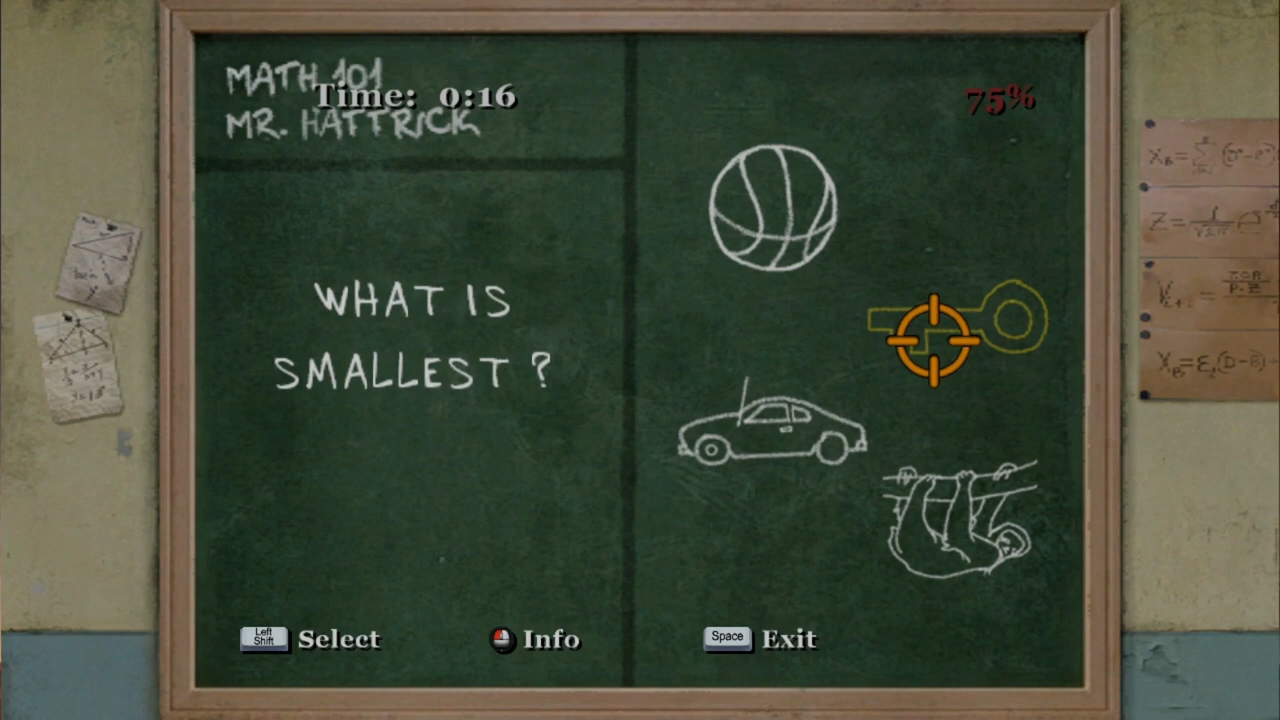 MATH 101
Time: 0:16
75%
MR. HATTRICK
WHAT IS
SMALLEST ?
Left Shift Select
Info
Space Exit